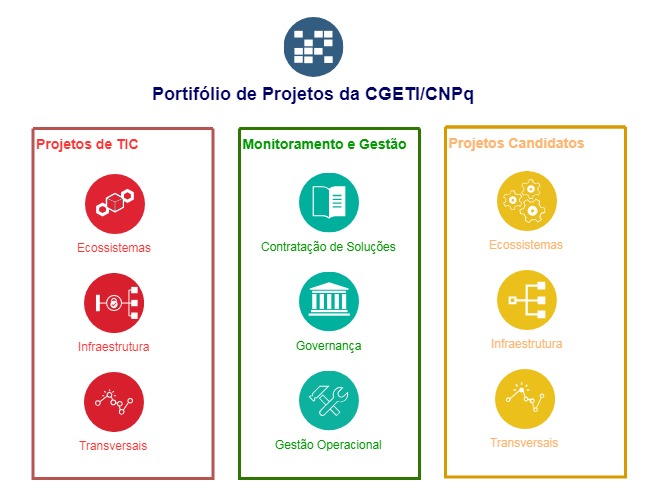 Portifólio de Projetos da CGETI/CNPq
Projetos de TIC
Ecossistemas
Infraestrutura
Transversais
Monitoramento e Gestão
Contratação de Soluções
Governança
Gestão Operacional
Projetos Candidatos
Ecossistemas
Infraestrutura
Transversais